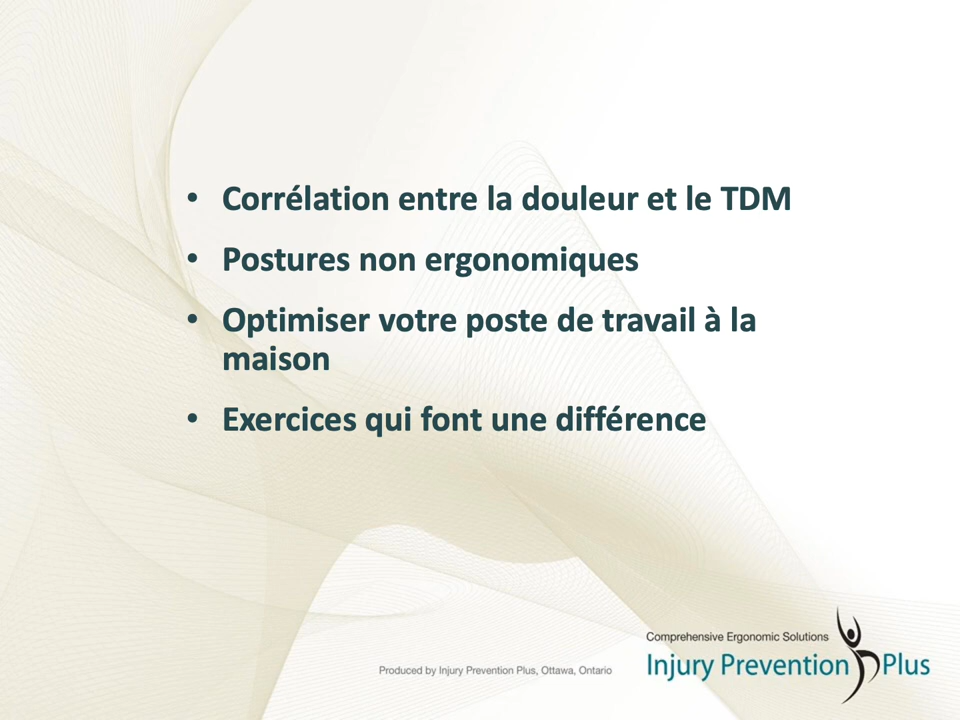 • Corrélation entre la douleur et le TDM
• Postures non ergonomiques
• Optimiser votre poste de travail à la
maison
• Exercices qui font une différence
Comprehensive Ergonomic Solutions
Injury Prevention Plus
Produced by Injury Prevention Plus, Ottawa, Ontario